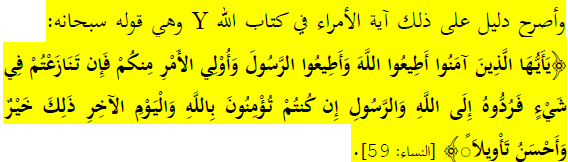 وأصرح دليل على ذلك آية الأمراء في كتاب الله Y وهي قوله سبحانه:
﴿يَأَيُّهَا الَّذِينَ آمَنُوا أَطِيعُوا اللَّهَ وَأَطِيعُوا الرَّسُولَ وَأُوْلِي الأَمْرِ مِنكُمْ فَإِن تَنَازَعْتُمْ فِي
شَيْءٍ فَرُدُّوهُ إِلَى اللَّهِ وَالرَّسُولِ إِن كُنتُمْ تُؤْمِنُونَ بِاللَّهِ وَالْيَوْمِ الآخِرِ ذَلِكَ خَيْرٌ
وَأَحْسَنُ تَأْوِيلاً﴾ [النساء: 59].